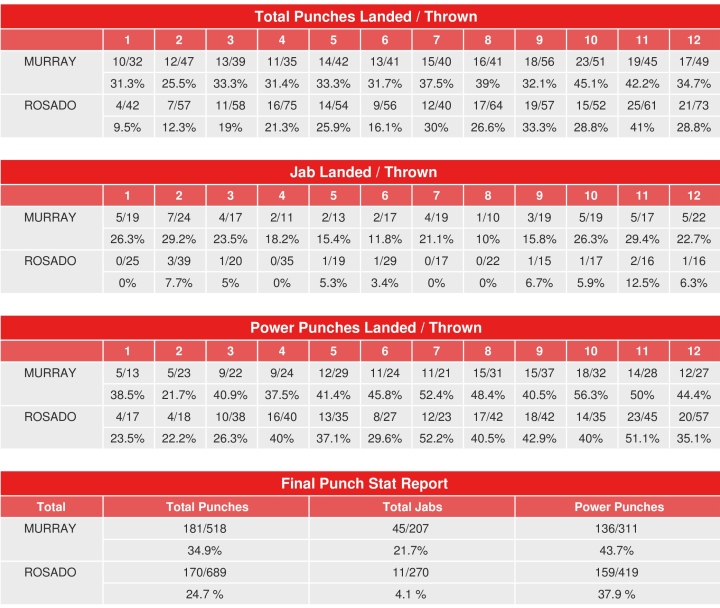 Total Punches Landed / Thrown
1 2 3 4 5 6 7 8 9 10 11 12
MURRAY 10/32 12/47 13/39 11/35 14/42 13/41 15/40 16/41 18/56 23/51 19/45 17/49
31.3% 25.5% 33.3% 31.4% 33.3% 31.7% 37.5% 39% 32.1% 45.1% 42.2% 34.7%
ROSADO 4/42 7/57 11/58 16/75 14/54 9/56 12/40 17/64 19/57 15/52 25/61 21/73
9.5% 12.3% 19% 21.3% 25.9% 16.1% 30% 26.6% 33.3% 28.8% 41% 28.8%
Jab Landed / Thrown
1 2 3 4 5 6 7 8 9 10 11 12
MURRAY 5/19 7/24 4/17 2/11 2/13 2/17 4/19 1/10 3/19 5/19 5/17 5/22
26.3% 29.2% 23.5% 18.2% 15.4% 11.8% 21.1% 10% 15.8% 26.3% 29.4% 22.7%
ROSADO 0/25 3/39 1/20 0/35 1/19 1/29 0/17 0/22 1/15 1/17 2/16 1/16
0% 7.7% 5% 0% 5.3% 3.4% 0% 0% 6.7% 5.9% 12.5% 6.3%
Power Punches Landed / Thrown
1 2 3 4 5 6 7 8 9 10 11 12
MURRAY 5/13 5/23 9/22 9/24 12/29 11/24 11/21 15/31 15/37 18/32 14/28 12/27
38.5% 21.7% 40.9% 37.5% 41.4% 45.8% 52.4% 48.4% 40.5% 56.3% 50% 44.4%
ROSADO 4/17 4/18 10/38 16/40 13/35 8/27 12/23 17/42 18/42 14/35 23/45 20/57
23.5% 22.2% 26.3% 40% 37.1% 29.6% 52.2% 40.5% 42.9% 40% 51.1% 35.1%
Final Punch Stat Report
Total Total Punches Total Jabs Power Punches
MURRAY 181/518 45/207 136/311
34.9% 21.7% 43.7%
ROSADO 170/689 11/270 159/419
24.7 % 4.1 % 37.9 %